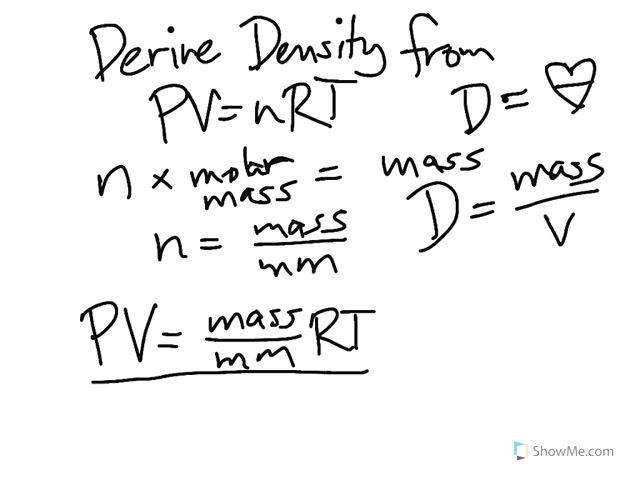 Derive Density from
PV=nRT
D = ♡
n × molar mass = mass
D = mass/V
n = mass/mm
PV= mass/mm RT
ShowMe.com